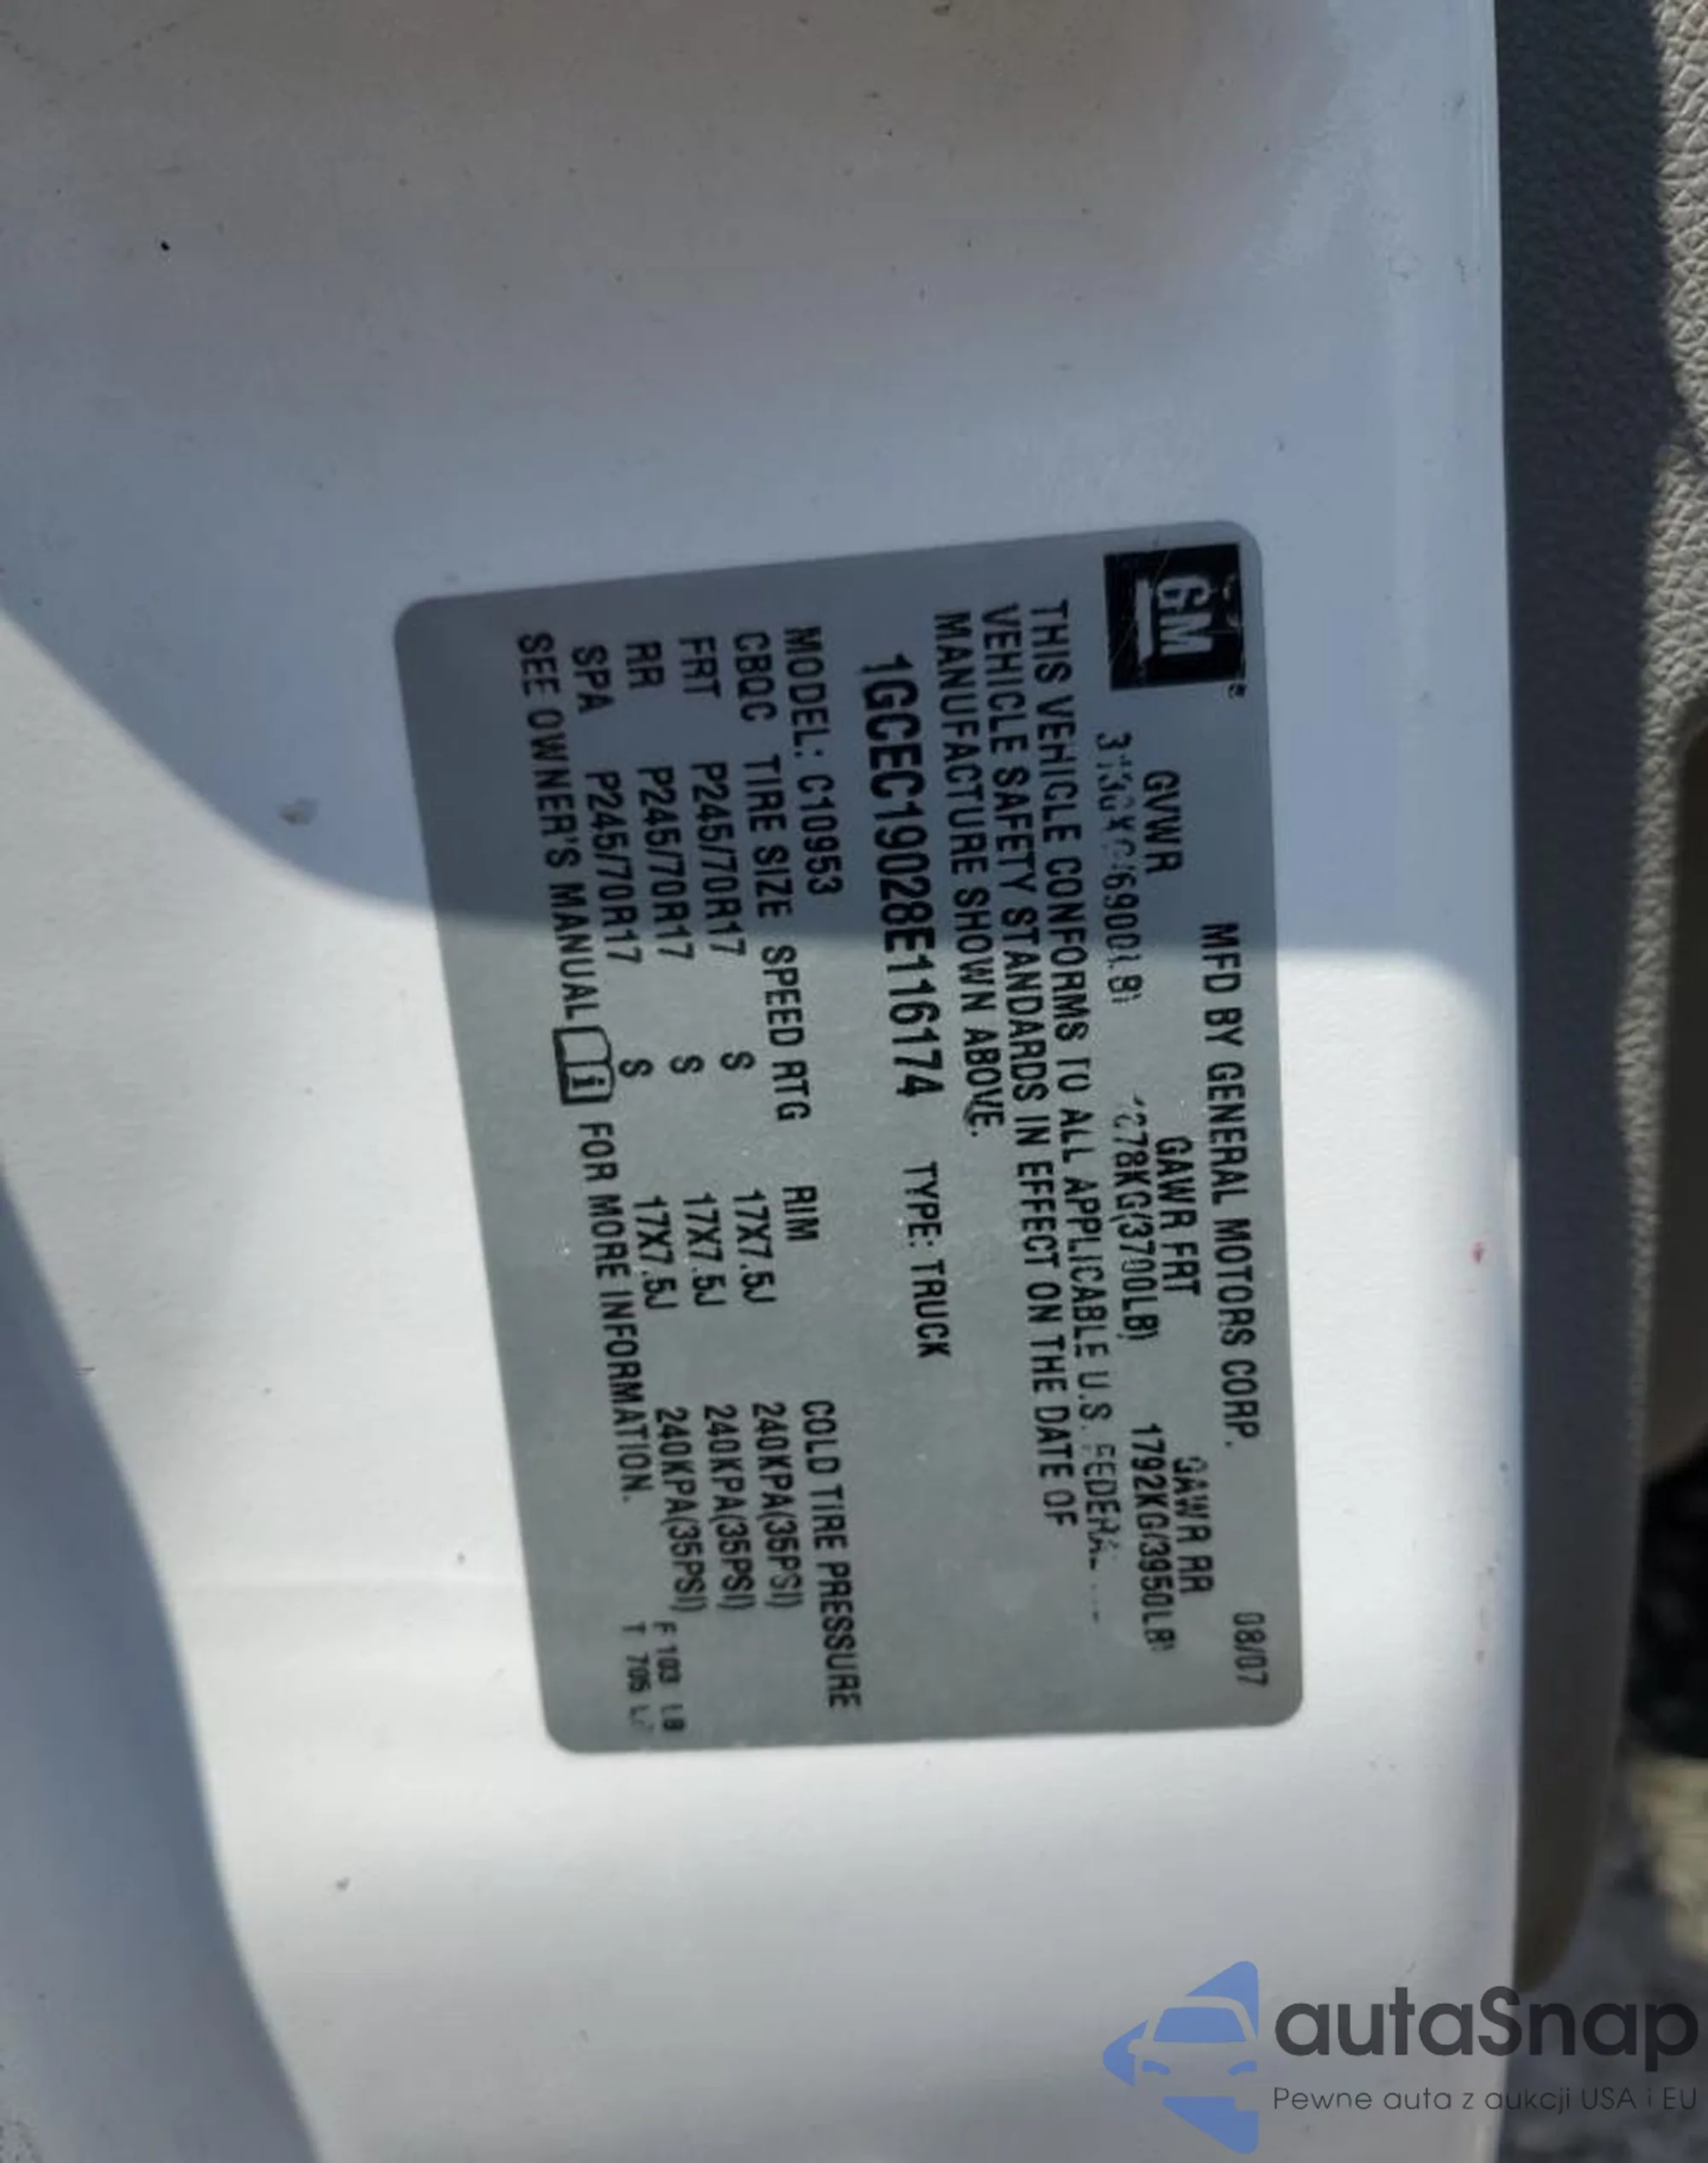 GM®
MFD BY GENERAL MOTORS CORP. 08/07
GVWR GAWR FRT GAWR RR
1792KG(3950LB)
THIS VEHICLE CONFORMS TO ALL APPLICABLE U.S. FEDERAL
VEHICLE SAFETY STANDARDS IN EFFECT ON THE DATE OF
MANUFACTURE SHOWN ABOVE.
1GCEC19028E116174 TYPE: TRUCK
MODEL: C10953
CBQC TIRE SIZE SPEED RTG RIM COLD TIRE PRESSURE
FRT P245/70R17 S 17X7.5J 240KPA(35PSI)
RR P245/70R17 S 17X7.5J 240KPA(35PSI)
SPA P245/70R17 S 17X7.5J 240KPA(35PSI)
SEE OWNER'S MANUAL i FOR MORE INFORMATION.
F 103 LB
T 705
autaSnap
Pewne auta z aukcji USA i EU